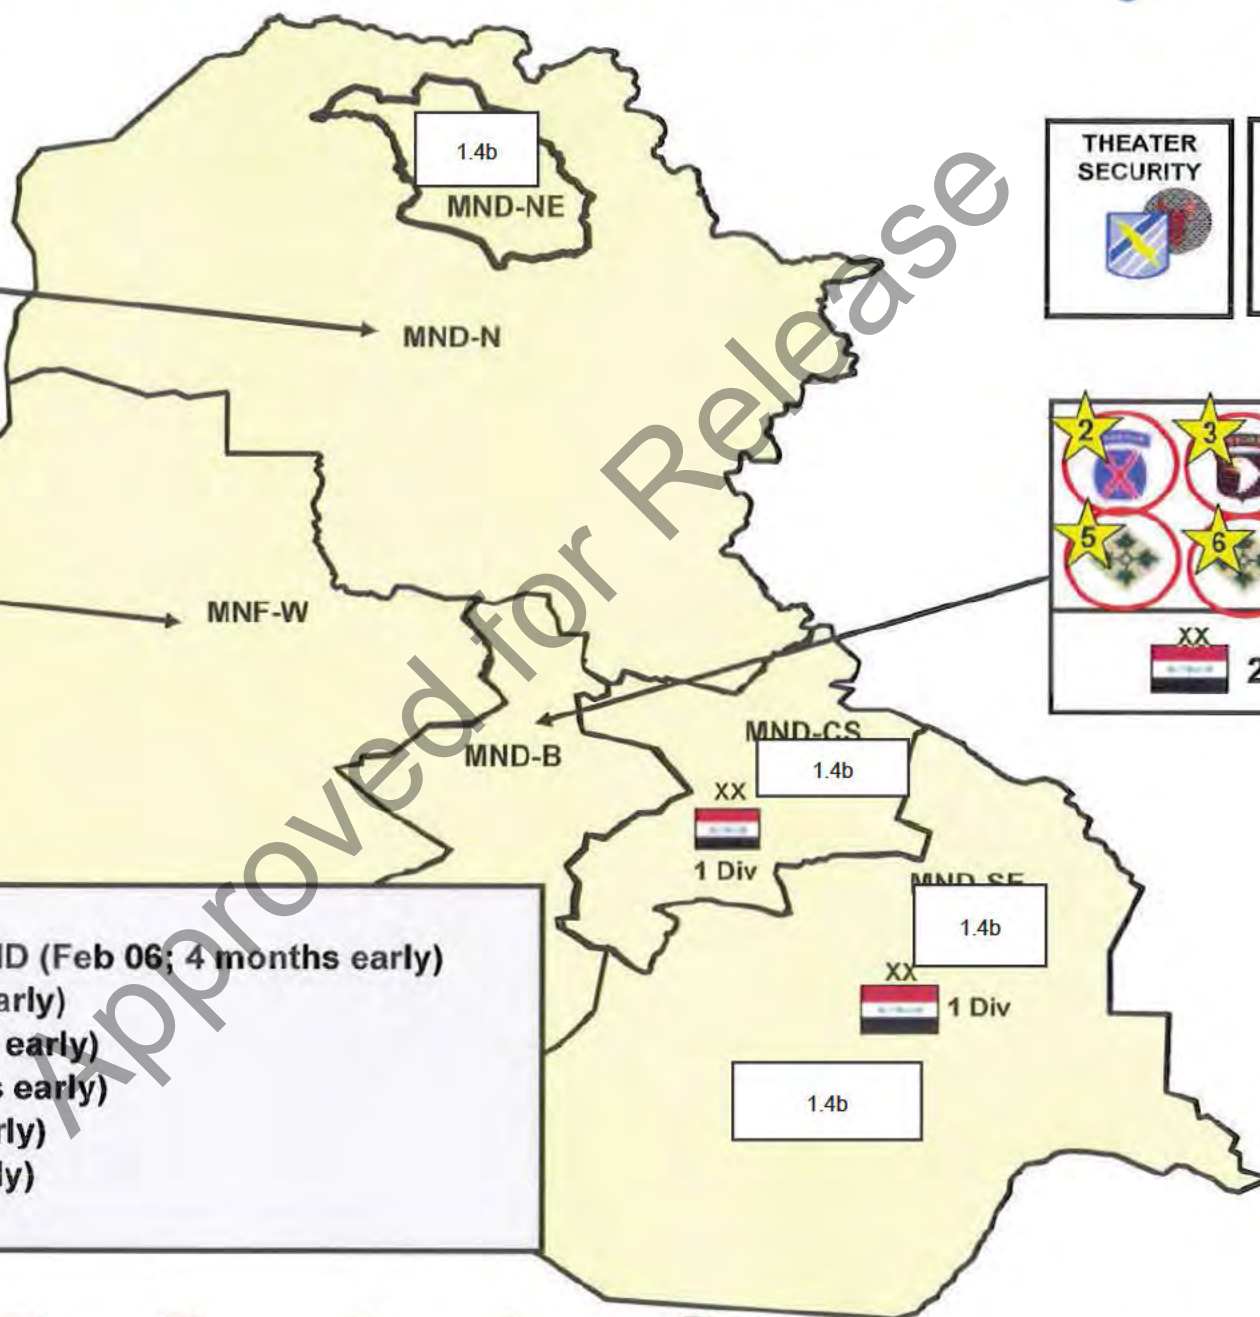 THEATER
SECURITY
1.4b
MND-NE
MND-N
2
3
5
6
XX
2
MNF-W
MND-B
MND-CS
1.4b
XX
1 Div
MND-SE
1.4b
XX
1 Div
1.4b
ID (Feb 06; 4 months early)
arly)
early)
s early)
rly)
ly)
Approved for Release